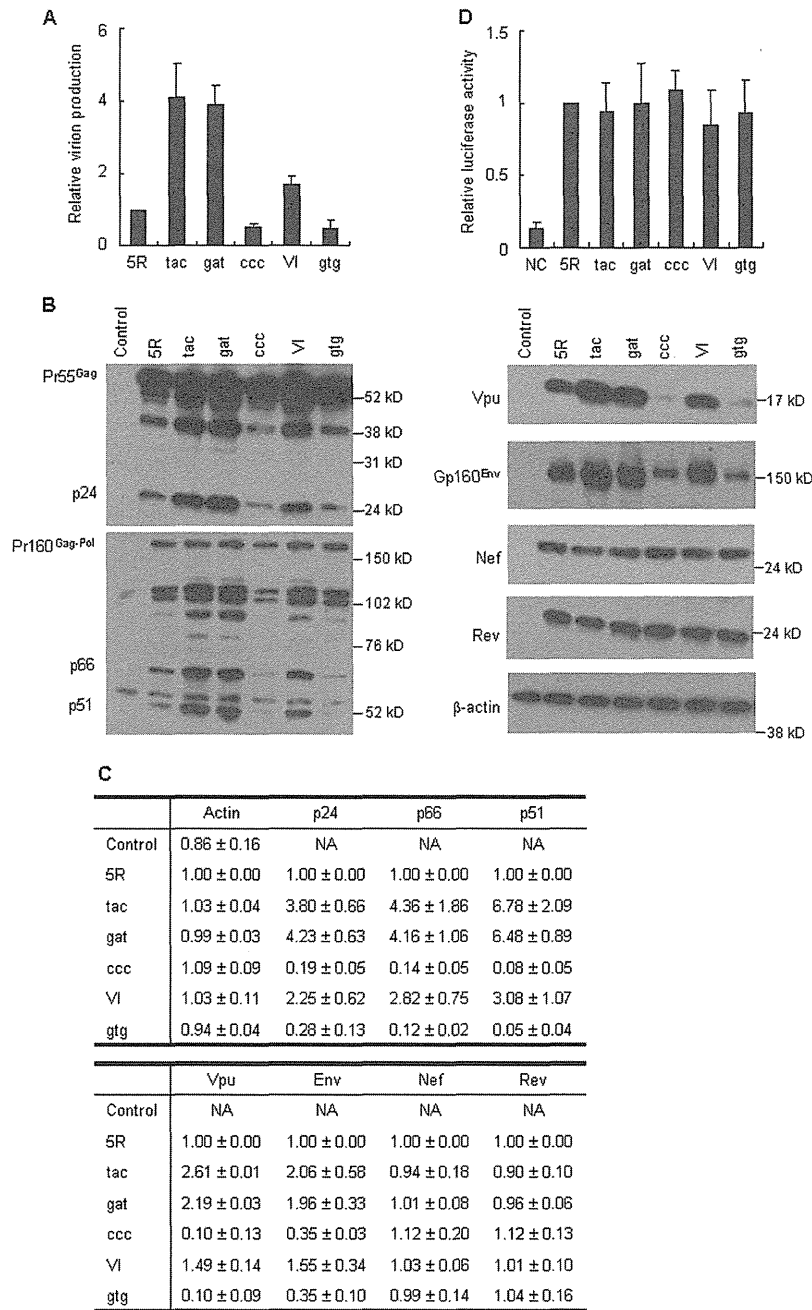 A
Relative virion production
6
4
2
0
5R tac gat ccc VI gtg
D
Relative luciferase activity
1.5
1
0.5
0
NC 5R tac gat ccc VI gtg
B
Control 5R tac gat ccc VI gtg
Pr55Gag
52 kD
38 kD
31 kD
p24
24 kD
Pr160Gag-Pol
150 kD
102 kD
76 kD
p66
p51
52 kD
Control 5R tac gat ccc VI gtg
Vpu
17 kD
Gp160Env
150 kD
Nef
24 kD
Rev
24 kD
β-actin
38 kD
C
Actin p24 p66 p51
Control 0.86 ± 0.16 NA NA NA
5R 1.00 ± 0.00 1.00 ± 0.00 1.00 ± 0.00 1.00 ± 0.00
tac 1.03 ± 0.04 3.80 ± 0.66 4.36 ± 1.86 6.78 ± 2.09
gat 0.99 ± 0.03 4.23 ± 0.63 4.16 ± 1.06 6.48 ± 0.89
ccc 1.09 ± 0.09 0.19 ± 0.05 0.14 ± 0.05 0.08 ± 0.05
VI 1.03 ± 0.11 2.25 ± 0.62 2.82 ± 0.75 3.08 ± 1.07
gtg 0.94 ± 0.04 0.28 ± 0.13 0.12 ± 0.02 0.05 ± 0.04
Vpu Env Nef Rev
Control NA NA NA NA
5R 1.00 ± 0.00 1.00 ± 0.00 1.00 ± 0.00 1.00 ± 0.00
tac 2.61 ± 0.01 2.06 ± 0.58 0.94 ± 0.18 0.90 ± 0.10
gat 2.19 ± 0.03 1.96 ± 0.33 1.01 ± 0.08 0.96 ± 0.06
ccc 0.10 ± 0.13 0.35 ± 0.03 1.12 ± 0.20 1.12 ± 0.13
VI 1.49 ± 0.14 1.55 ± 0.34 1.03 ± 0.06 1.01 ± 0.10
gtg 0.10 ± 0.09 0.35 ± 0.10 0.99 ± 0.14 1.04 ± 0.16